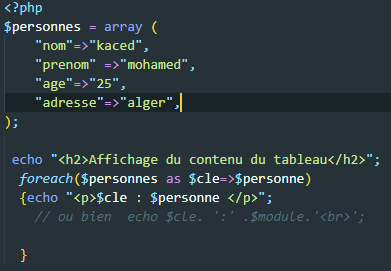 <?php
$personnes = array (
"nom"=>"kaced",
"prenom" =>"mohamed",
"age"=>"25",
"adresse"=>"alger",
);
echo "<h2>Affichage du contenu du tableau</h2>";
foreach($personnes as $cle=>$personne)
{echo "<p>$cle : $personne </p>";
// ou bien echo $cle. ':' .$module.'<br>';
}